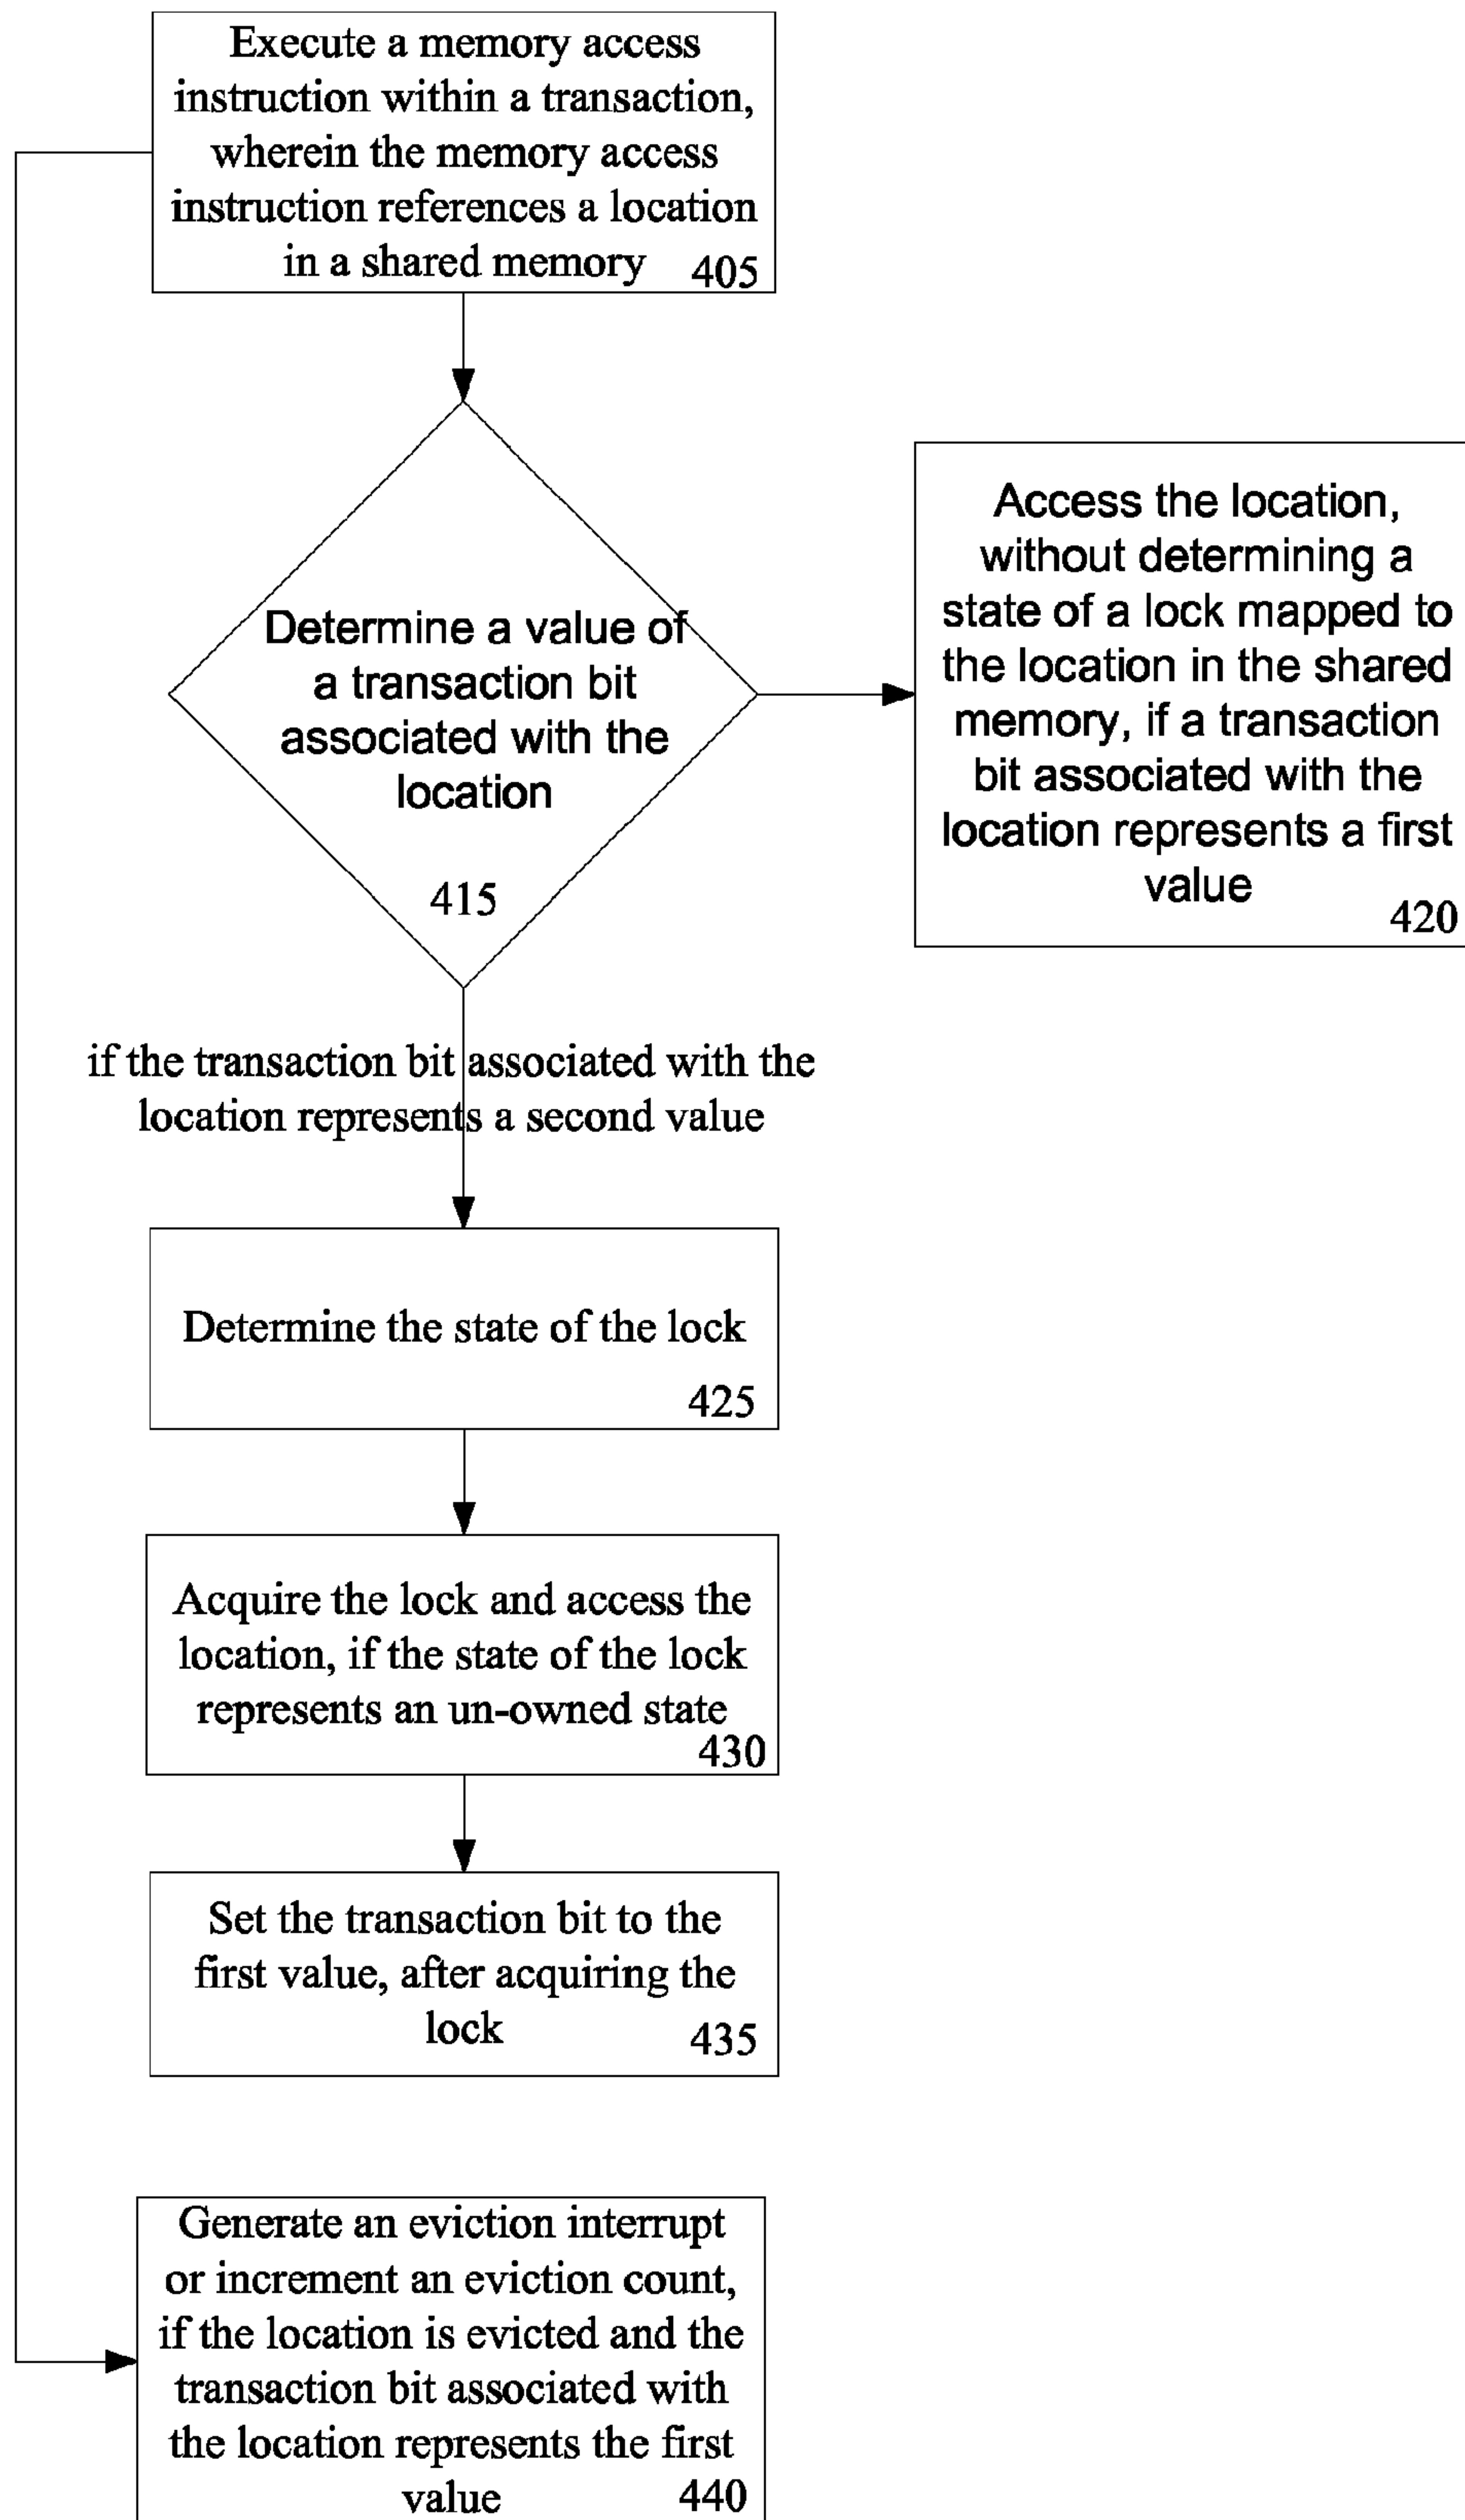 Execute a memory access
instruction within a transaction,
wherein the memory access
instruction references a location
in a shared memory 405
Determine a value of
a transaction bit
associated with the
location
415
Access the location,
without determining a
state of a lock mapped to
the location in the shared
memory, if a transaction
bit associated with the
location represents a first
value
420
if the transaction bit associated with the
location represents a second value
Determine the state of the lock
425
Acquire the lock and access the
location, if the state of the lock
represents an un-owned state
430
Set the transaction bit to the
first value, after acquiring the
lock 435
Generate an eviction interrupt
or increment an eviction count,
if the location is evicted and the
transaction bit associated with
the location represents the first
value 440